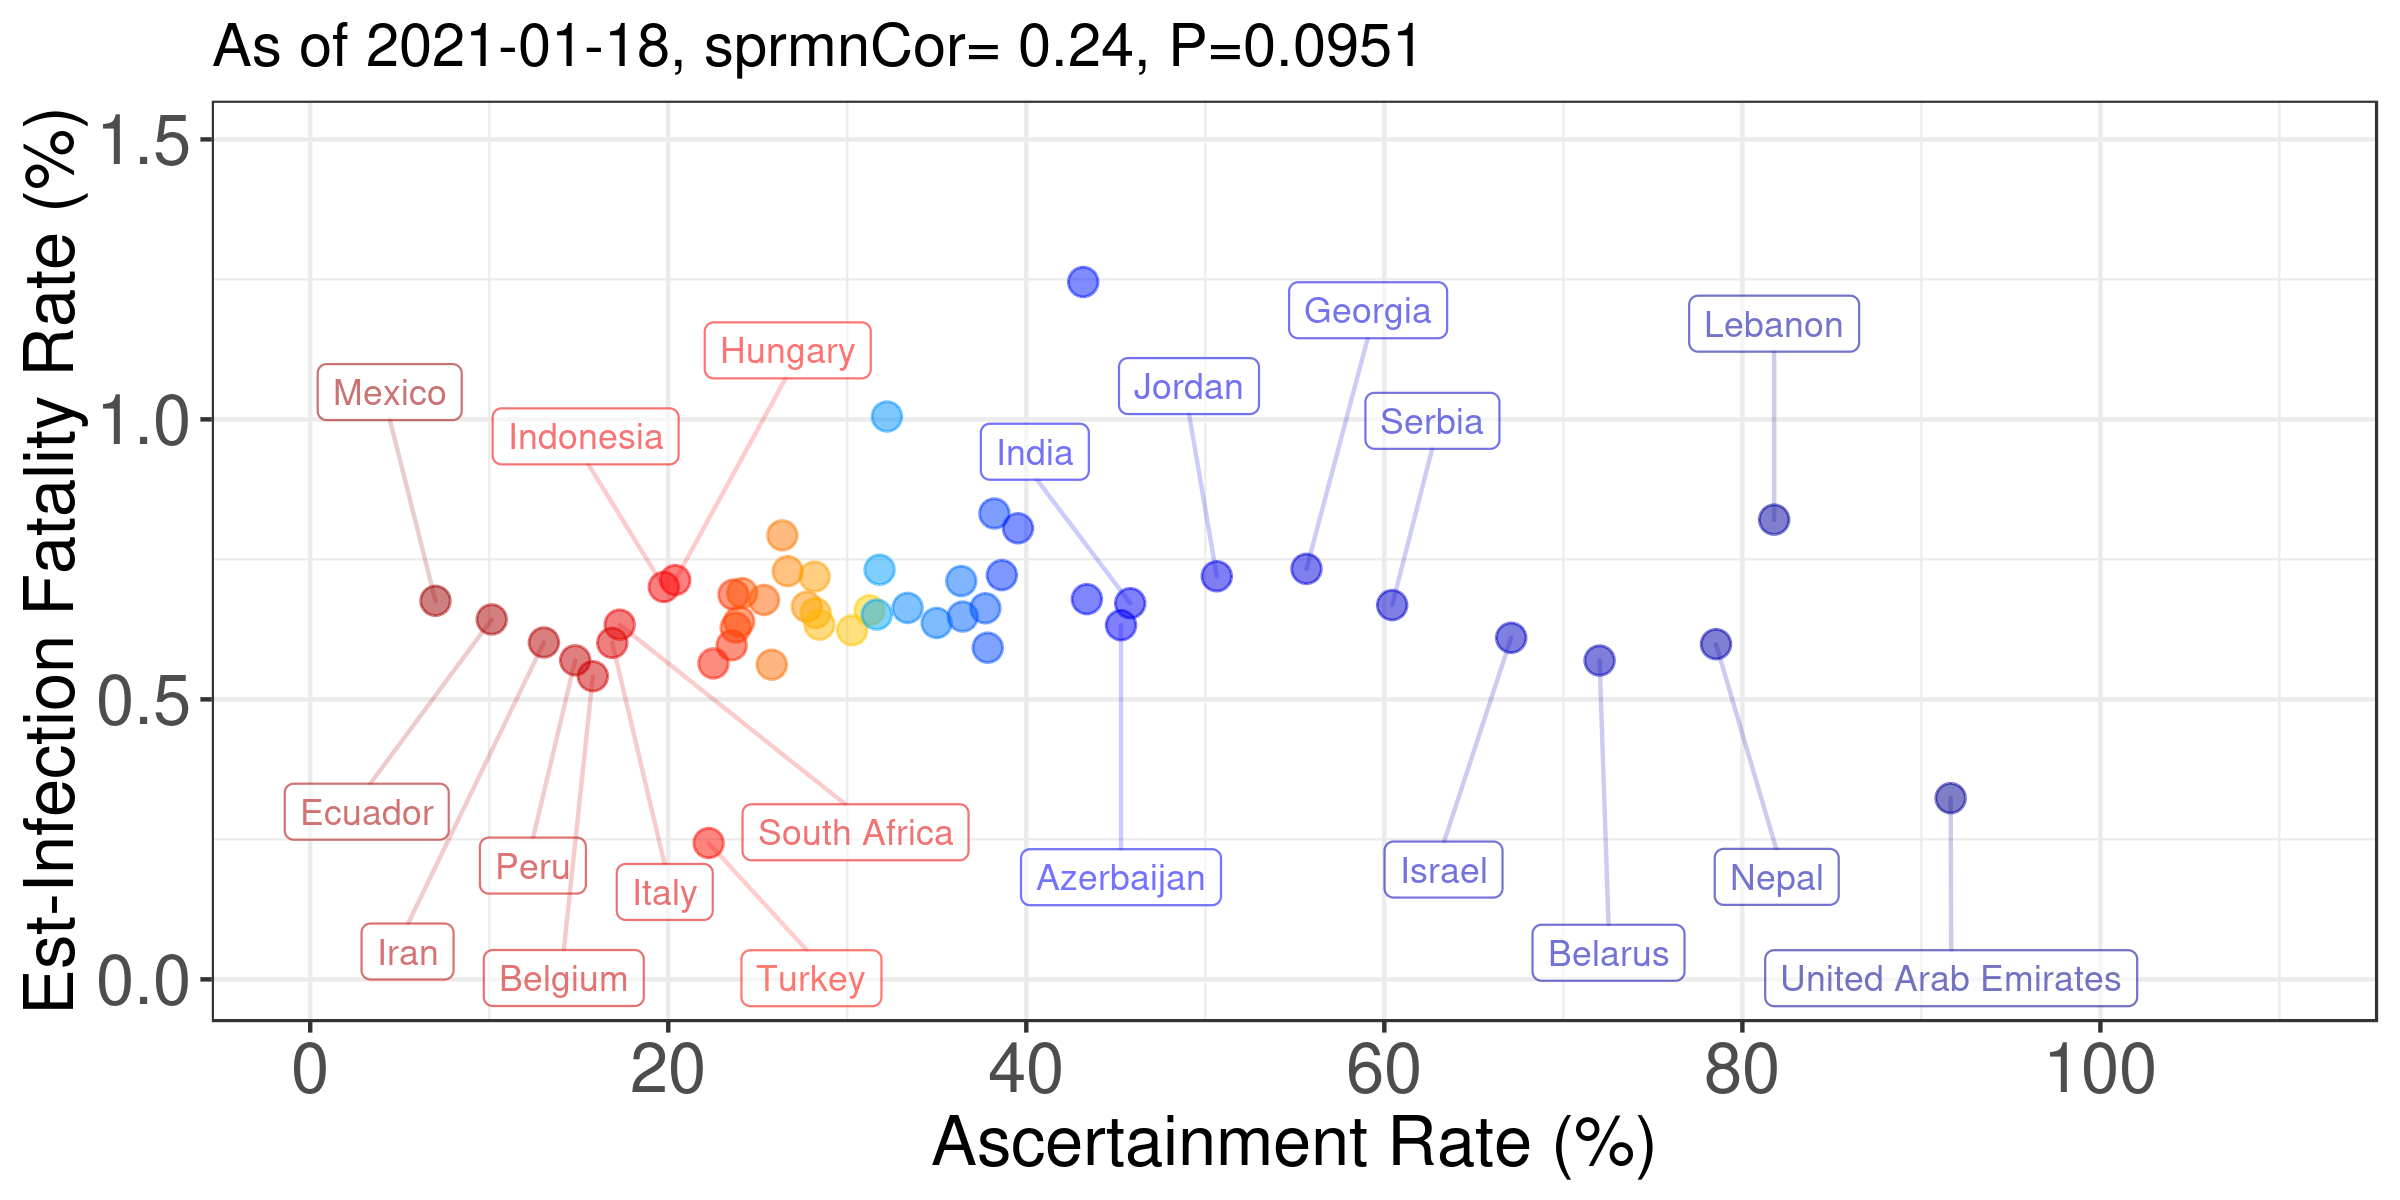 As of 2021-01-18, sprmnCor= 0.24, P=0.0951
Est-Infection Fatality Rate (%)
1.5
1.0
0.5
0.0
Georgia
Lebanon
Hungary
Jordan
Mexico
Serbia
Indonesia
India
Ecuador
South Africa
Peru
Israel
Azerbaijan
Nepal
Italy
Iran
Belarus
Belgium
Turkey
United Arab Emirates
0
20
40
60
80
100
Ascertainment Rate (%)